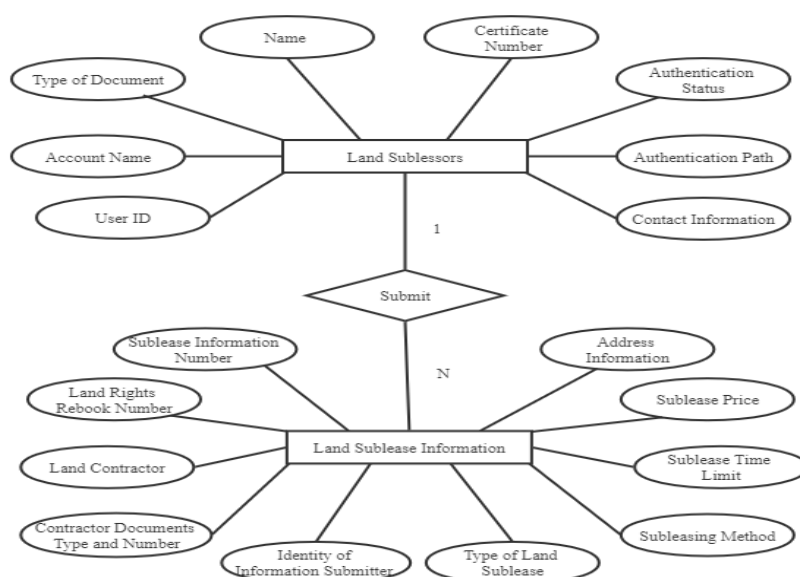 Name
Certificate
Number
Type of Document
Authentication
Status
Account Name
Land Sublessors
Authentication Path
User ID
Contact Information
1
Submit
Sublease Information
Number
Address
Information
N
Land Rights
Rebook Number
Sublease Price
Land Contractor
Land Sublease Information
Sublease Time
Limit
Contractor Documents
Type and Number
Subleasing Method
Identity of
Information Submitter
Type of Land
Sublease